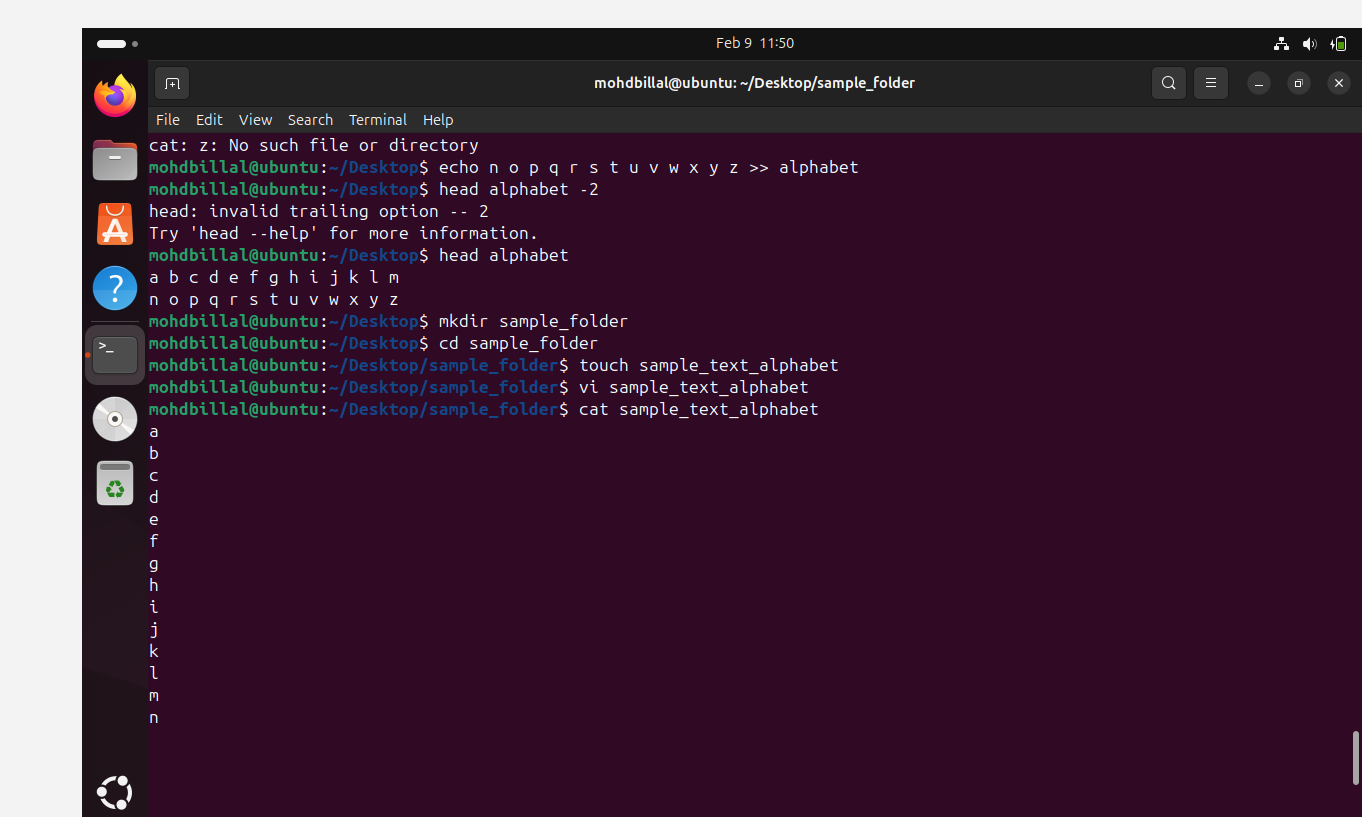 Feb 9 11:50
mohdbillal@ubuntu: ~/Desktop/sample_folder
File Edit View Search Terminal Help
cat: z: No such file or directory
mohdbillal@ubuntu:~/Desktop$ echo n o p q r s t u v w x y z >> alphabet
mohdbillal@ubuntu:~/Desktop$ head alphabet -2
head: invalid trailing option -- 2
Try 'head --help' for more information.
mohdbillal@ubuntu:~/Desktop$ head alphabet
a b c d e f g h i j k l m
n o p q r s t u v w x y z
mohdbillal@ubuntu:~/Desktop$ mkdir sample_folder
mohdbillal@ubuntu:~/Desktop$ cd sample_folder
mohdbillal@ubuntu:~/Desktop/sample_folder$ touch sample_text_alphabet
mohdbillal@ubuntu:~/Desktop/sample_folder$ vi sample_text_alphabet
mohdbillal@ubuntu:~/Desktop/sample_folder$ cat sample_text_alphabet
a
b
c
d
e
f
g
h
i
j
k
l
m
n